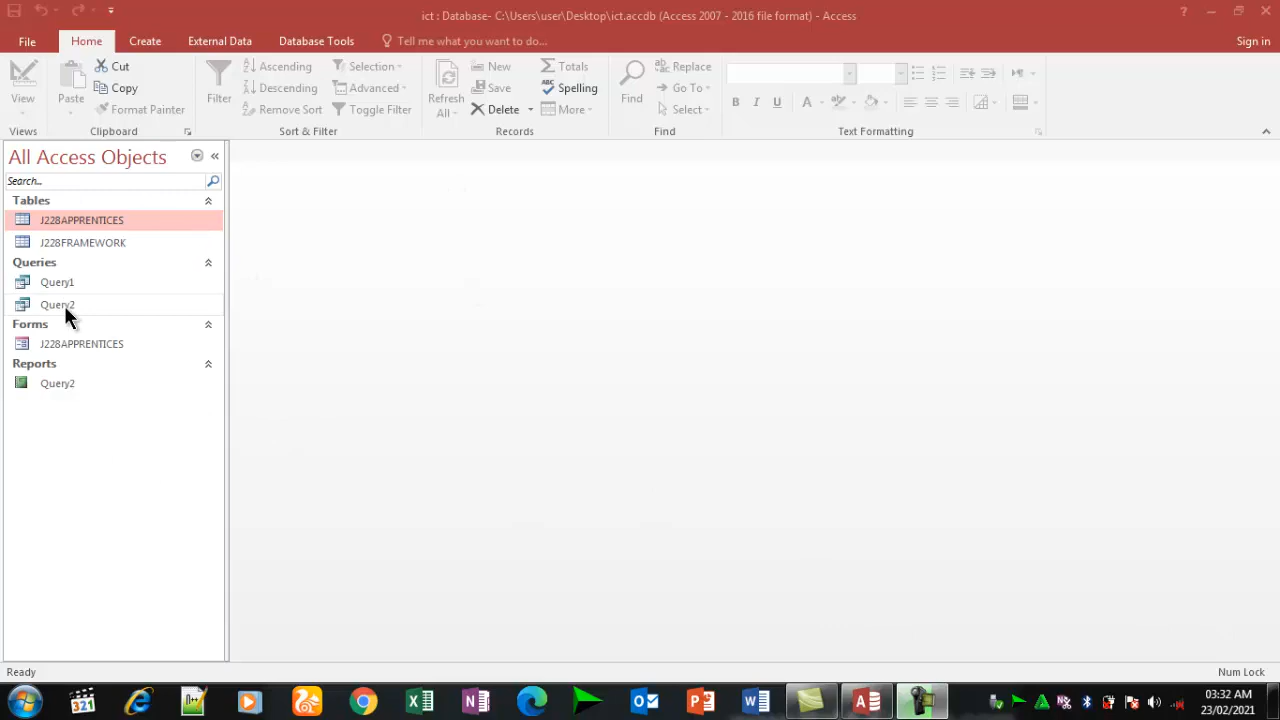 ict : Database- C:\Users\user\Desktop\ict.accdb (Access 2007 - 2016 file format) - Access
File Home Create External Data Database Tools Tell me what you want to do... Sign in
View
Views
Paste
Cut
Copy
Format Painter
Clipboard
Filter
Ascending
Descending
Remove Sort
Selection
Advanced
Toggle Filter
Sort & Filter
Refresh
All
New
Save
Delete
Totals
Spelling
More
Records
Find
Replace
Go To
Select
Find
B I U A
Text Formatting
All Access Objects
Search...
Tables
J228APPRENTICES
J228FRAMEWORK
Queries
Query1
Query2
Forms
J228APPRENTICES
Reports
Query2
Ready
Num Lock
321
03:32 AM
23/02/2021